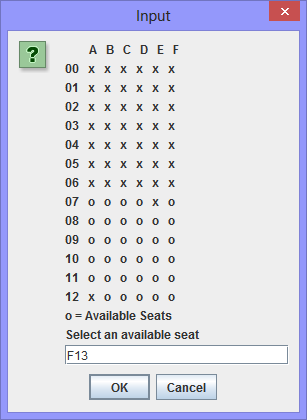 Input
?
A B C D E F
00 x x x x x x
01 x x x x x x
02 x x x x x x
03 x x x x x x
04 x x x x x x
05 x x x x x x
06 x x x x x x
07 o o o o x o
08 o o o o o o
09 o o o o o o
10 o o o o o o
11 o o o o o o
12 x o o o o o
o = Available Seats
Select an available seat
F13
OK Cancel